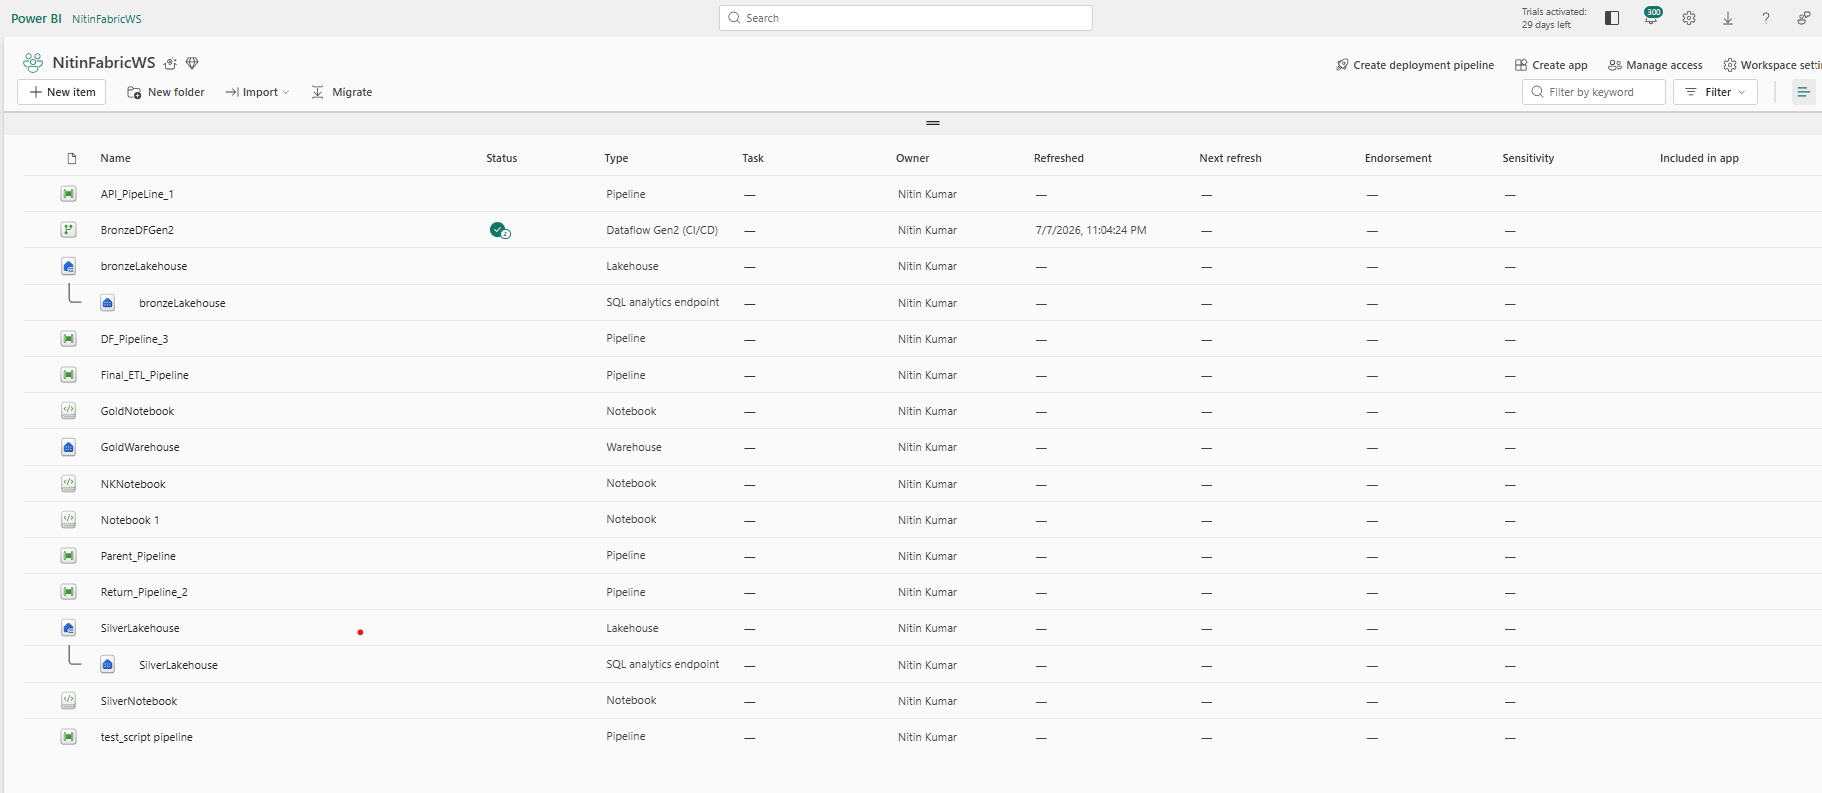 Power BI NitinFabricWS Search Trials activated: 300
29 days left
NitinFabricWS Create deployment pipeline Create app Manage access Workspace setti
New item New folder Import Migrate Filter by keyword Filter
Name Status Type Task Owner Refreshed Next refresh Endorsement Sensitivity Included in app
API_PipeLine_1 Pipeline — Nitin Kumar — — — —
BronzeDFGen2 Dataflow Gen2 (CI/CD) — Nitin Kumar 7/7/2026, 11:04:24 PM — — —
bronzeLakehouse Lakehouse — Nitin Kumar — — — —
bronzeLakehouse SQL analytics endpoint — Nitin Kumar — — — —
DF_Pipeline_3 Pipeline — Nitin Kumar — — — —
Final_ETL_Pipeline Pipeline — Nitin Kumar — — — —
GoldNotebook Notebook — Nitin Kumar — — — —
GoldWarehouse Warehouse — Nitin Kumar — — — —
NKNotebook Notebook — Nitin Kumar — — — —
Notebook 1 Notebook — Nitin Kumar — — — —
Parent_Pipeline Pipeline — Nitin Kumar — — — —
Return_Pipeline_2 Pipeline — Nitin Kumar — — — —
SilverLakehouse Lakehouse — Nitin Kumar — — — —
SilverLakehouse SQL analytics endpoint — Nitin Kumar — — — —
SilverNotebook Notebook — Nitin Kumar — — — —
test_script pipeline Pipeline — Nitin Kumar — — — —